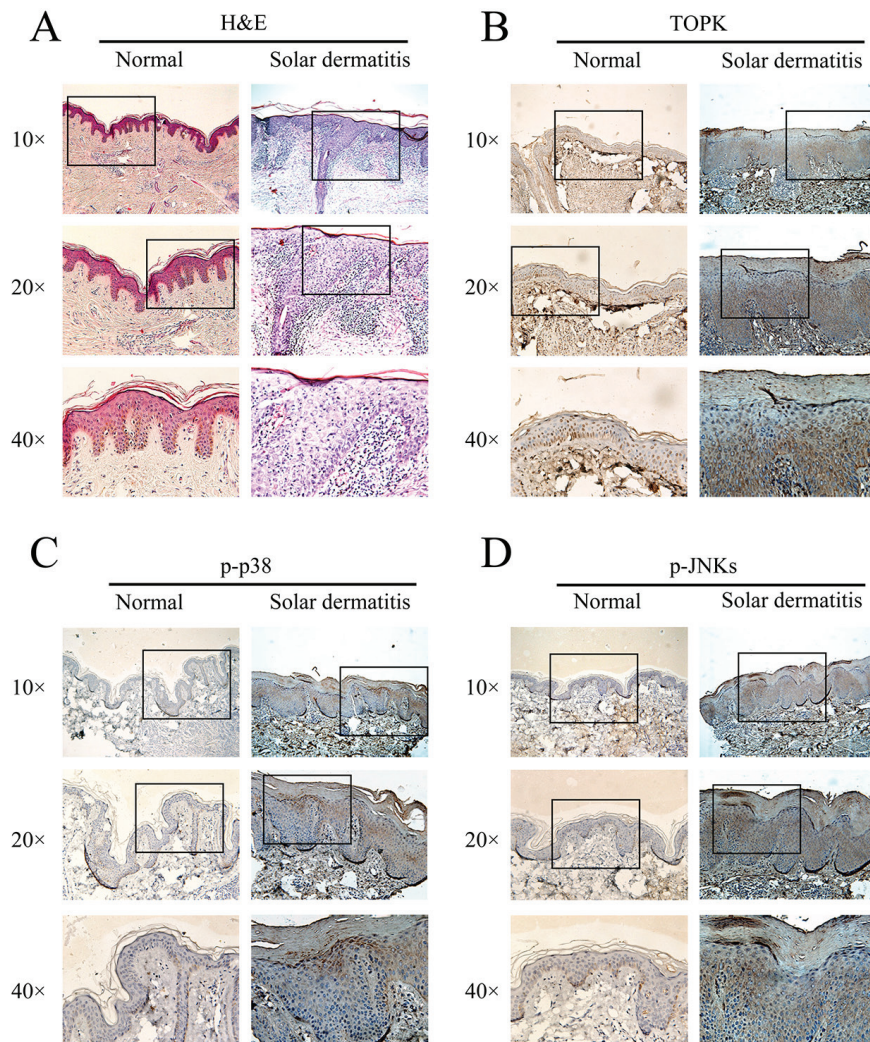 A
H&E
Normal
Solar dermatitis
10×
20×
40×
B
TOPK
Normal
Solar dermatitis
10×
20×
40×
C
p-p38
Normal
Solar dermatitis
10×
20×
40×
D
p-JNKs
Normal
Solar dermatitis
10×
20×
40×